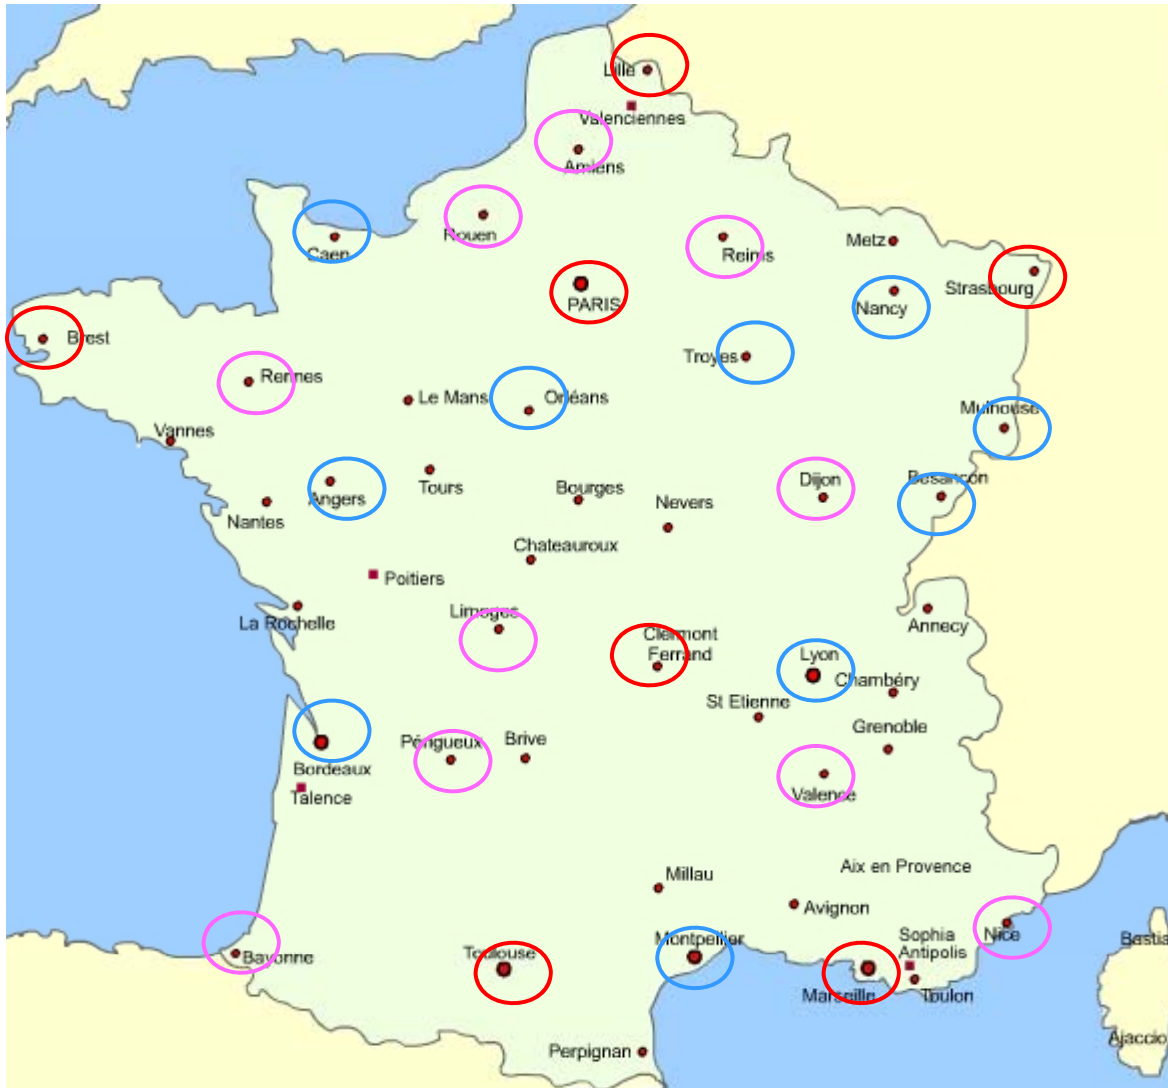 Lille
Valenciennes
Amiens
Rouen
Caen
Reims
Metz
Strasbourg
Nancy
PARIS
Brest
Troyes
Rennes
Le Mans
Orléans
Mulhouse
Vannes
Tours
Bourges
Dijon
Besancon
Angers
Nantes
Nevers
Chateauroux
Poitiers
Limoges
La Rochelle
Annecy
Clermont
Ferrand
Lyon
Chambéry
St Etienne
Grenoble
Périgueux
Brive
Bordeaux
Talence
Valence
Aix en Provence
Millau
Avignon
Nice
Sophia
Antipolis
Bastia
Montpellier
Toulouse
Bayonne
Marseille
Toulon
Perpignan
Ajaccio